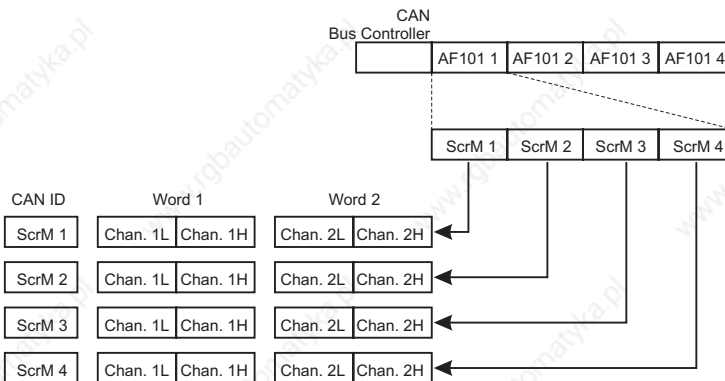 CAN
Bus Controller
AF101 1 AF101 2 AF101 3 AF101 4
ScrM 1 ScrM 2 ScrM 3 ScrM 4
CAN ID Word 1 Word 2
ScrM 1 Chan. 1L Chan. 1H Chan. 2L Chan. 2H
ScrM 2 Chan. 1L Chan. 1H Chan. 2L Chan. 2H
ScrM 3 Chan. 1L Chan. 1H Chan. 2L Chan. 2H
ScrM 4 Chan. 1L Chan. 1H Chan. 2L Chan. 2H
www.rgbautomatyka.pl